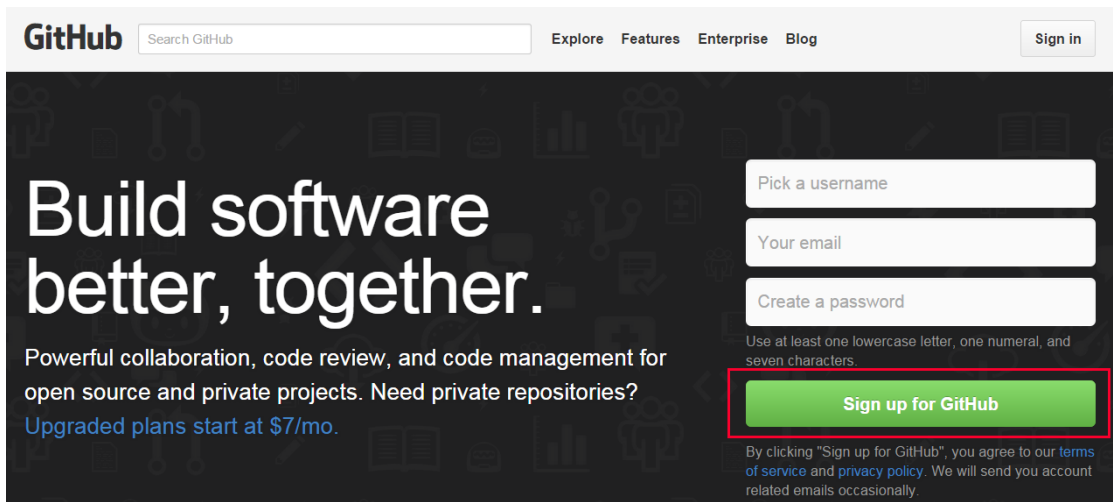 GitHub Search GitHub Explore Features Enterprise Blog Sign in
Build software
better, together.
Powerful collaboration, code review, and code management for
open source and private projects. Need private repositories?
Upgraded plans start at $7/mo.
Pick a username
Your email
Create a password
Use at least one lowercase letter, one numeral, and
seven characters.
Sign up for GitHub
By clicking "Sign up for GitHub", you agree to our terms
of service and privacy policy. We will send you account
related emails occasionally.